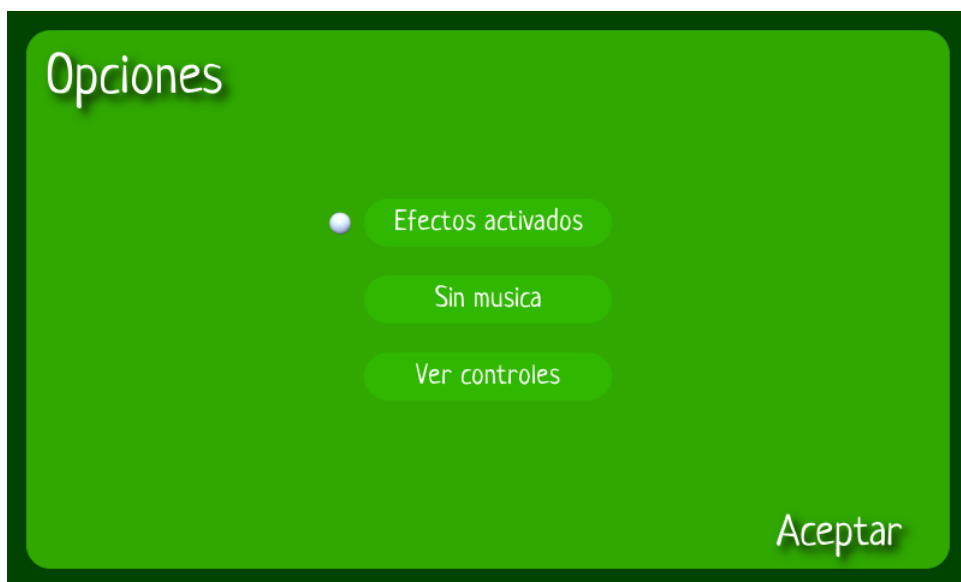 Opciones
Efectos activados
Sin musica
Ver controles
Aceptar